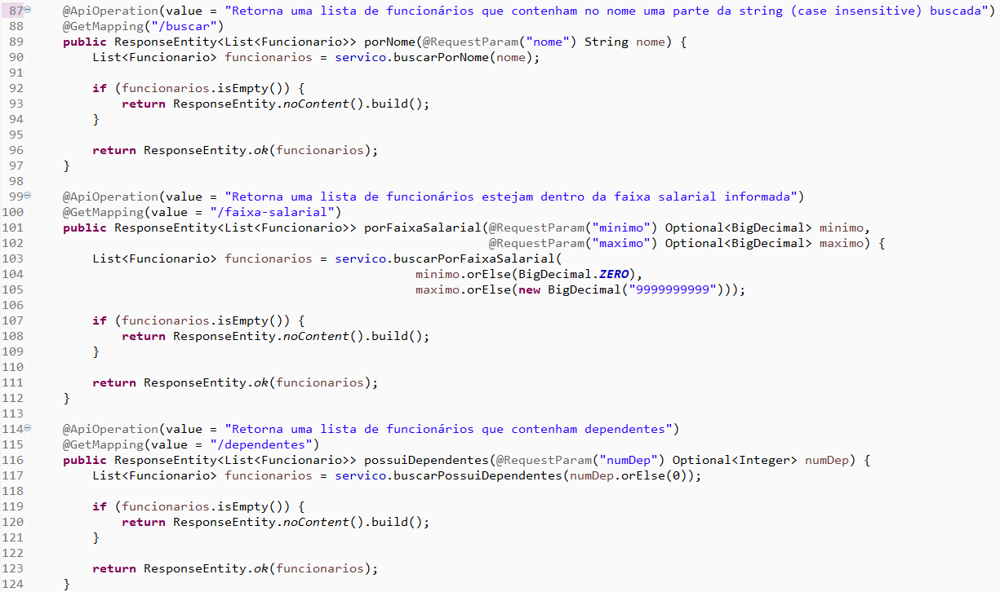 87 @ApiOperation(value = "Retorna uma lista de funcionários que contenham no nome uma parte da string (case insensitive) buscada")
88 @GetMapping("/buscar")
89 public ResponseEntity<List<Funcionario>> porNome(@RequestParam("nome") String nome) {
90 List<Funcionario> funcionarios = servico.buscarPorNome(nome);
91
92 if (funcionarios.isEmpty()) {
93 return ResponseEntity.noContent().build();
94 }
95
96 return ResponseEntity.ok(funcionarios);
97 }
98
99 @ApiOperation(value = "Retorna uma lista de funcionários estejam dentro da faixa salarial informada")
100 @GetMapping(value = "/faixa-salarial")
101 public ResponseEntity<List<Funcionario>> porFaixaSalarial(@RequestParam("minimo") Optional<BigDecimal> minimo,
102 @RequestParam("maximo") Optional<BigDecimal> maximo) {
103 List<Funcionario> funcionarios = servico.buscarPorFaixaSalarial(
104 minimo.orElse(BigDecimal.ZERO),
105 maximo.orElse(new BigDecimal("9999999999")));
106
107 if (funcionarios.isEmpty()) {
108 return ResponseEntity.noContent().build();
109 }
110
111 return ResponseEntity.ok(funcionarios);
112 }
113
114 @ApiOperation(value = "Retorna uma lista de funcionários que contenham dependentes")
115 @GetMapping(value = "/dependentes")
116 public ResponseEntity<List<Funcionario>> possuiDependentes(@RequestParam("numDep") Optional<Integer> numDep) {
117 List<Funcionario> funcionarios = servico.buscarPossuiDependentes(numDep.orElse(0));
118
119 if (funcionarios.isEmpty()) {
120 return ResponseEntity.noContent().build();
121 }
122
123 return ResponseEntity.ok(funcionarios);
124 }